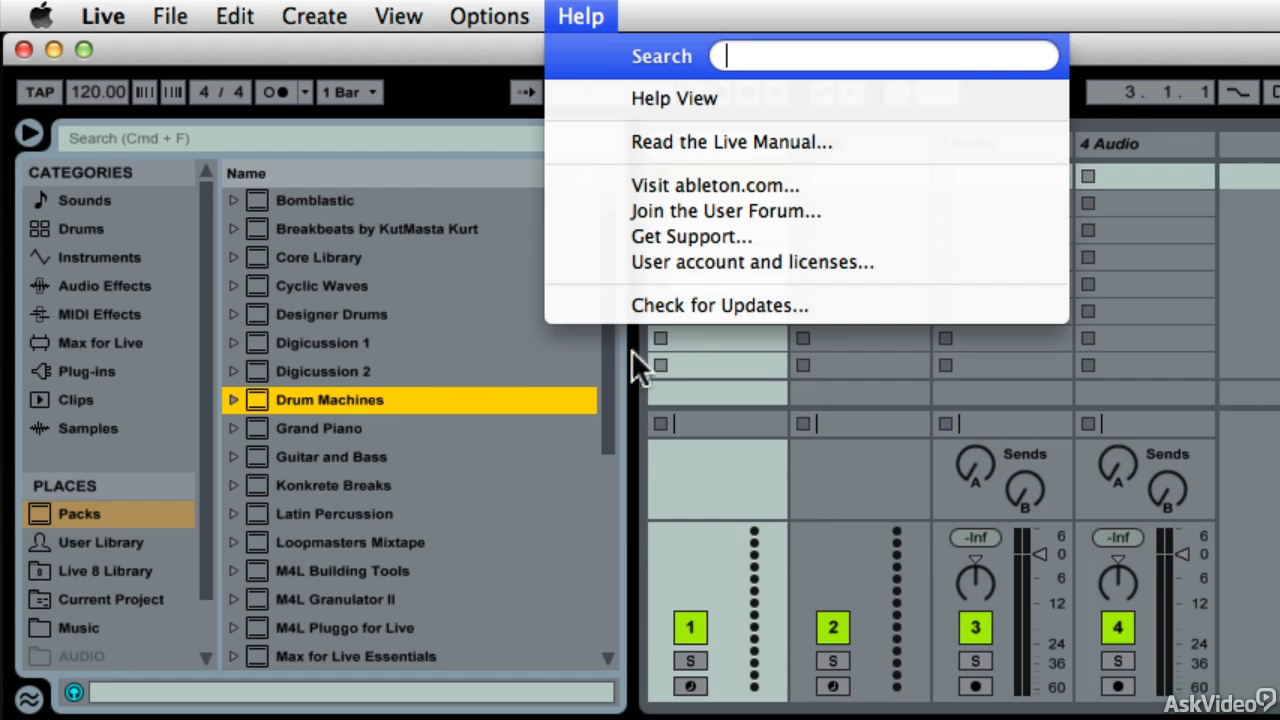 Live File Edit Create View Options Help
Search
Help View
Read the Live Manual...
Visit ableton.com...
Join the User Forum...
Get Support...
User account and licenses...
Check for Updates...
TAP 120.00 4 / 4 1 Bar 3. 1. 1
Search (Cmd + F)
CATEGORIES
Sounds
Drums
Instruments
Audio Effects
MIDI Effects
Max for Live
Plug-ins
Clips
Samples
PLACES
Packs
User Library
Live 8 Library
Current Project
Music
AUDIO
Name
Bomblastic
Breakbeats by KutMasta Kurt
Core Library
Cyclic Waves
Designer Drums
Digicussion 1
Digicussion 2
Drum Machines
Grand Piano
Guitar and Bass
Konkrete Breaks
Latin Percussion
Loopmasters Mixtape
M4L Building Tools
M4L Granulator II
M4L Pluggo for Live
Max for Live Essentials
4 Audio
Sends Sends
A A
B B
-Inf 6 -Inf 6
0 0
6 6
12 12
1 2 3 4
24 24
S S S S
36 36
60 60
AskVideo